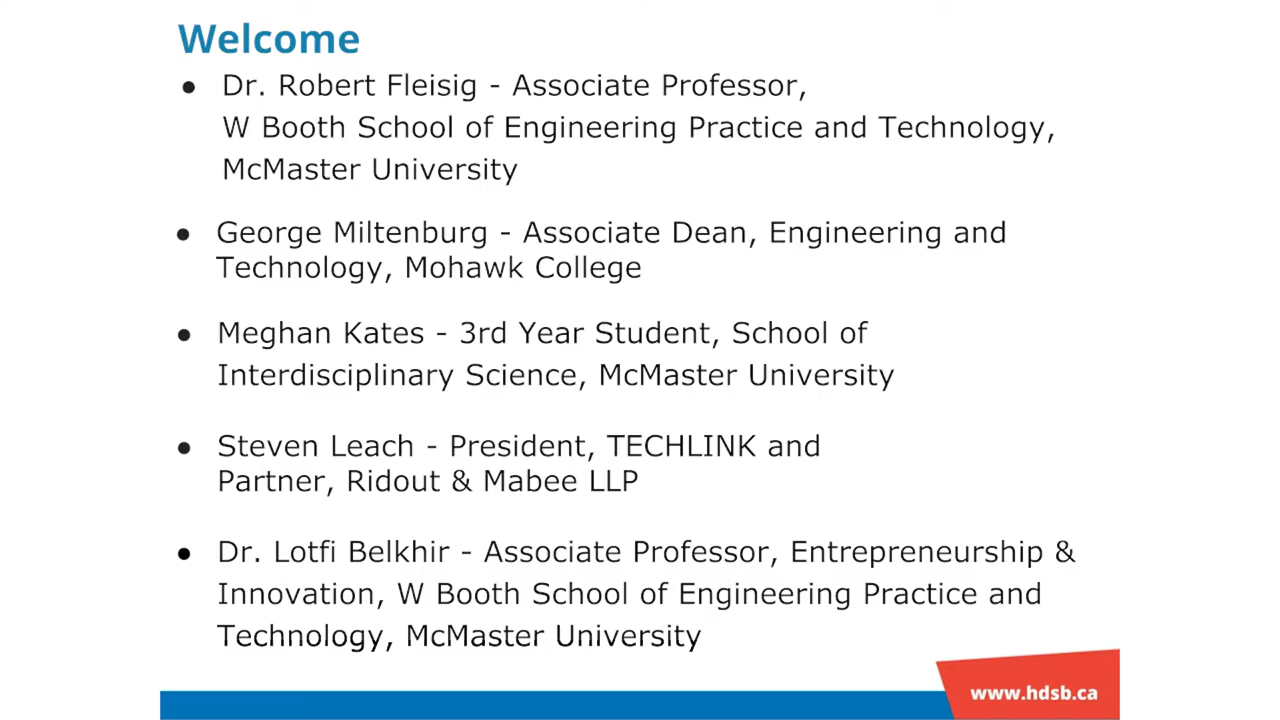 Welcome
● Dr. Robert Fleisig - Associate Professor,
W Booth School of Engineering Practice and Technology,
McMaster University
● George Miltenburg - Associate Dean, Engineering and
Technology, Mohawk College
● Meghan Kates - 3rd Year Student, School of
Interdisciplinary Science, McMaster University
● Steven Leach - President, TECHLINK and
Partner, Ridout & Mabee LLP
● Dr. Lotfi Belkhir - Associate Professor, Entrepreneurship &
Innovation, W Booth School of Engineering Practice and
Technology, McMaster University
www.hdsb.ca